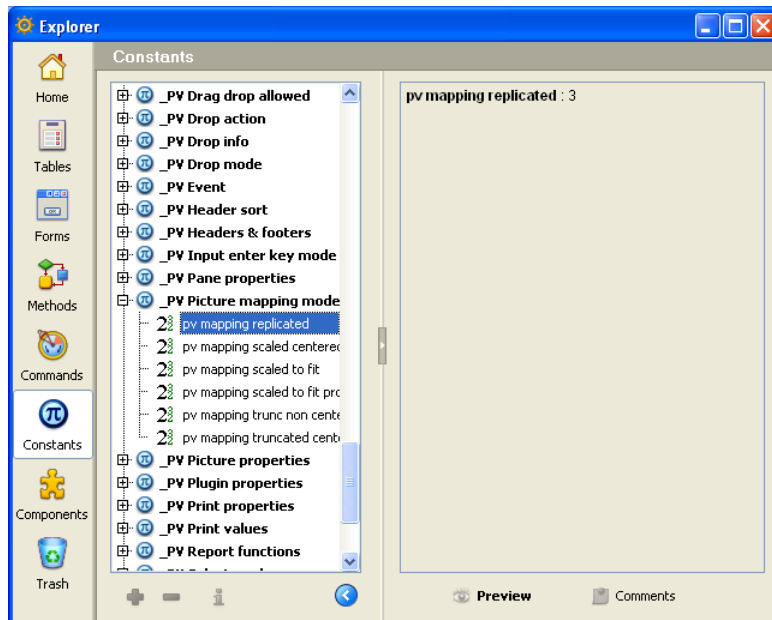 Explorer
Constants
Home
Tables
Forms
Methods
Commands
Constants
Components
Trash
_PV Drag drop allowed
_PV Drop action
_PV Drop info
_PV Drop mode
_PV Event
_PV Header sort
_PV Headers & footers
_PV Input enter key mode
_PV Pane properties
_PV Picture mapping mode
pv mapping replicated
pv mapping scaled centered
pv mapping scaled to fit
pv mapping scaled to fit pro
pv mapping trunc non cente
pv mapping truncated cent
_PV Picture properties
_PV Plugin properties
_PV Print properties
_PV Print values
_PV Report functions
pv mapping replicated : 3
Preview
Comments